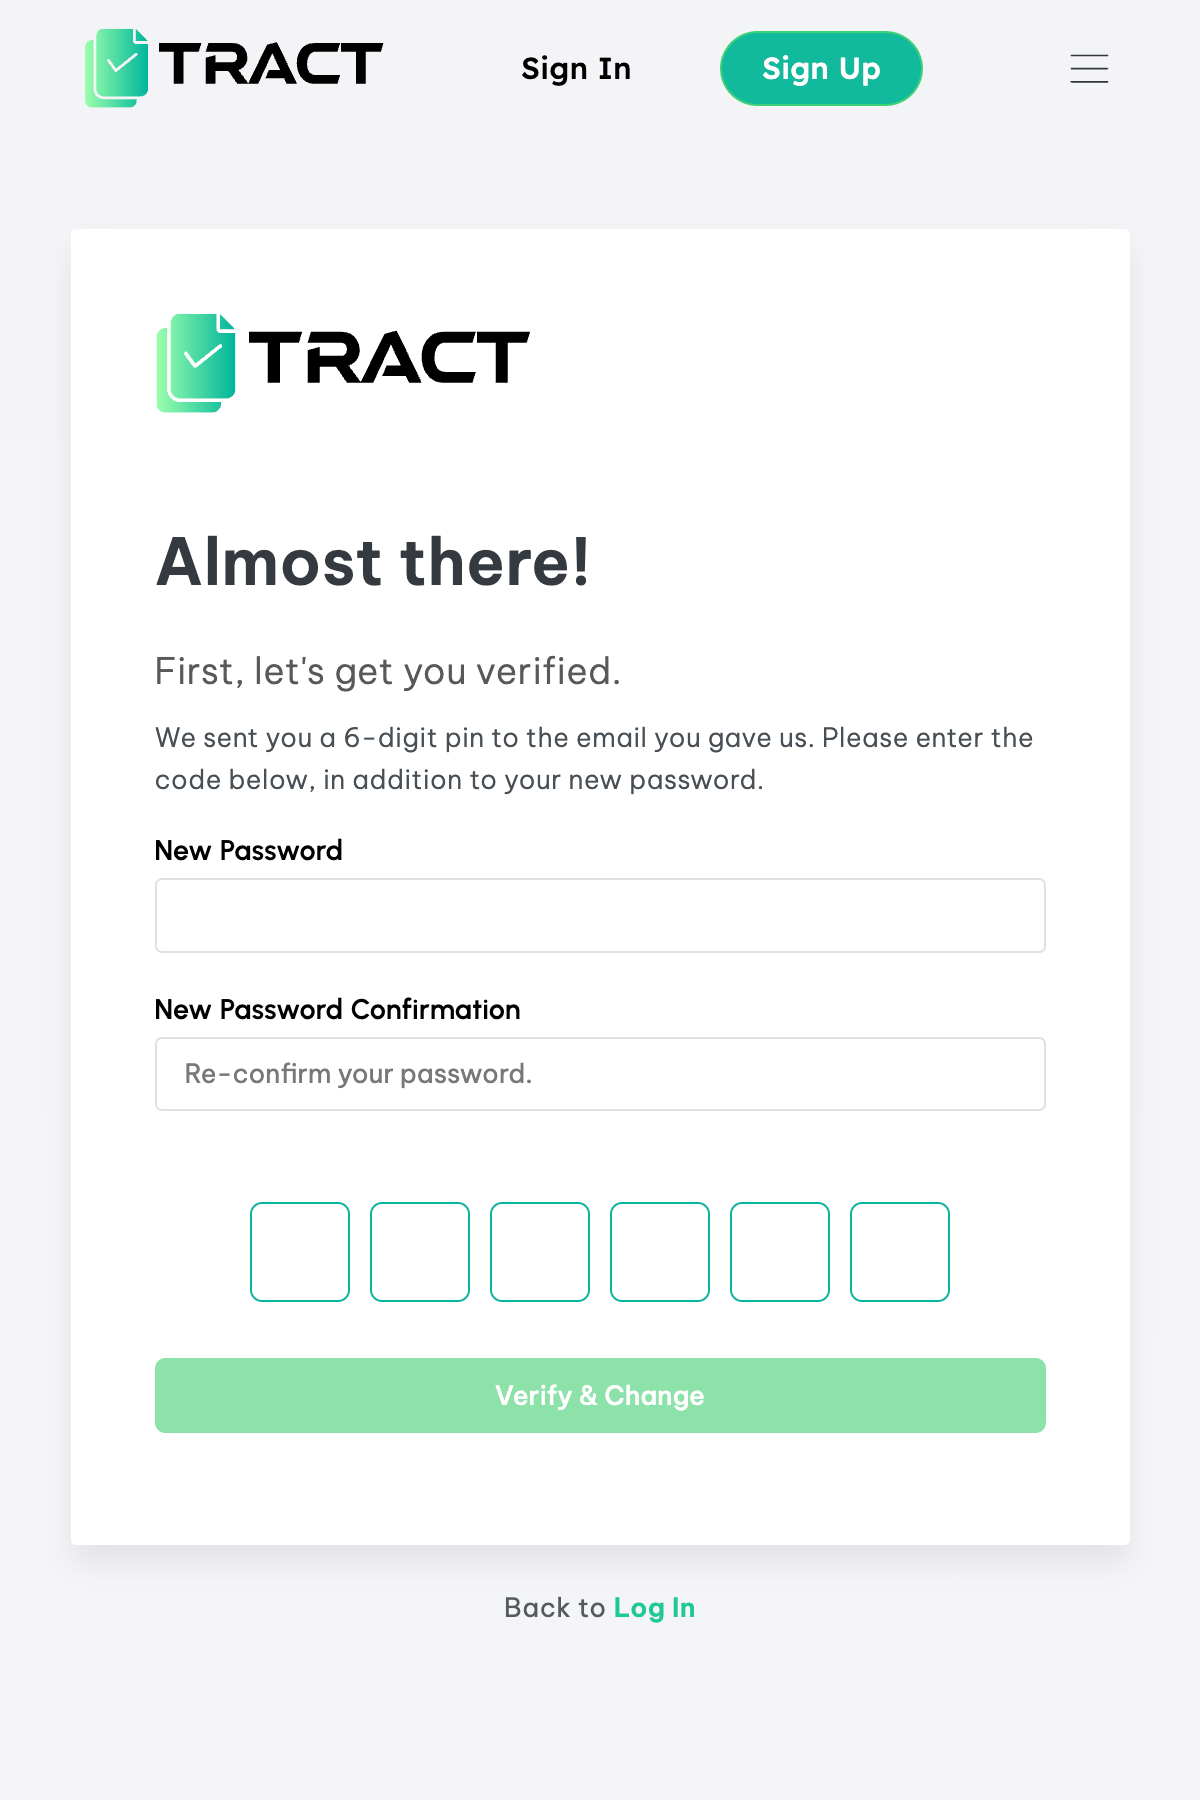 TRACT
Sign In
Sign Up
TRACT
Almost there!
First, let's get you verified.
We sent you a 6-digit pin to the email you gave us. Please enter the
code below, in addition to your new password.
New Password
New Password Confirmation
Re-confirm your password.
Verify & Change
Back to Log In